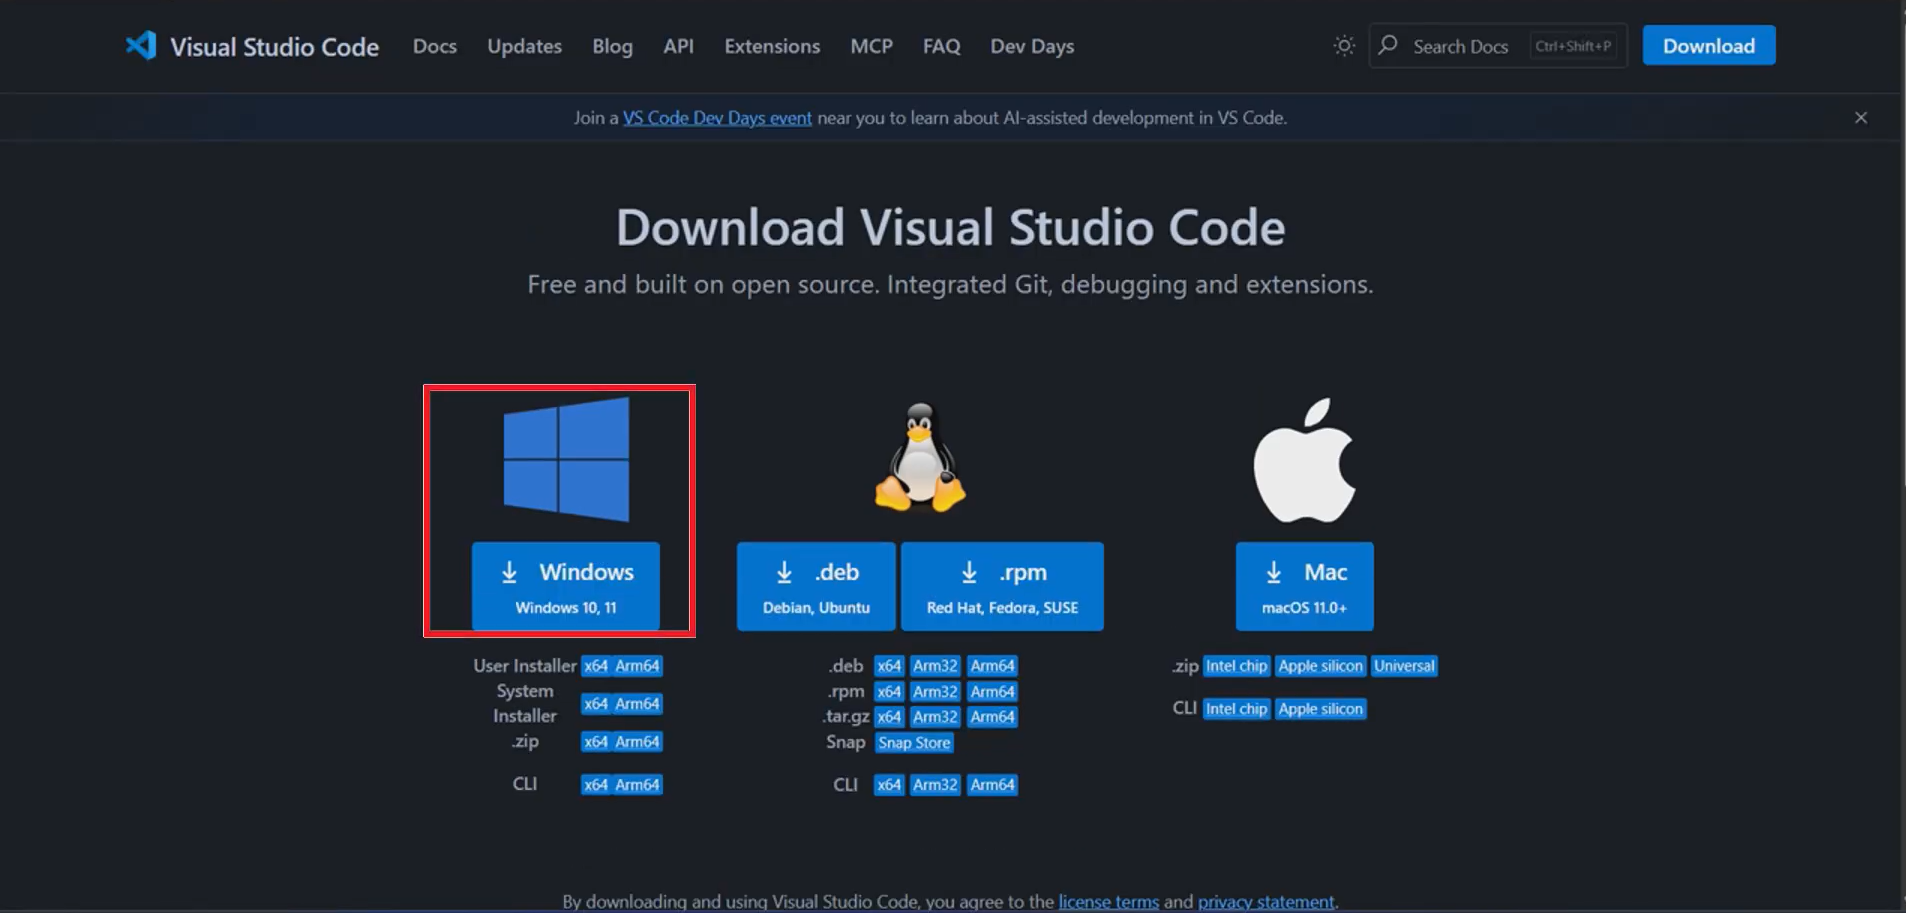 Visual Studio Code Docs Updates Blog API Extensions MCP FAQ Dev Days Search Docs Ctrl+Shift+P Download
Join a VS Code Dev Days event near you to learn about AI-assisted development in VS Code.
Download Visual Studio Code
Free and built on open source. Integrated Git, debugging and extensions.
Windows
Windows 10, 11
User Installer x64 Arm64
System Installer x64 Arm64
.zip x64 Arm64
CLI x64 Arm64
.deb
Debian, Ubuntu
.rpm
Red Hat, Fedora, SUSE
.deb x64 Arm32 Arm64
.rpm x64 Arm32 Arm64
.tar.gz x64 Arm32 Arm64
Snap Snap Store
CLI x64 Arm32 Arm64
Mac
macOS 11.0+
.zip Intel chip Apple silicon Universal
CLI Intel chip Apple silicon
By downloading and using Visual Studio Code, you agree to the license terms and privacy statement.